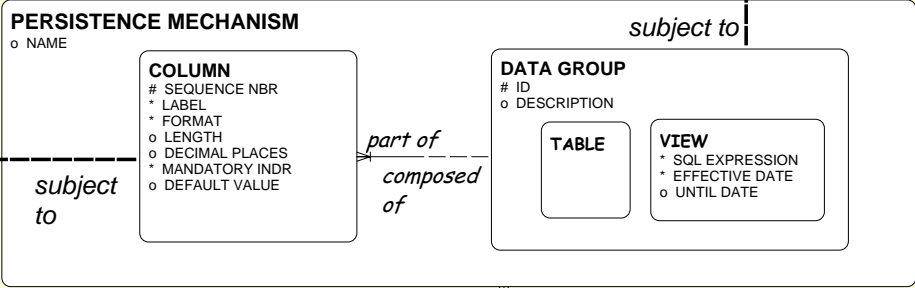 PERSISTENCE MECHANISM
o NAME
subject to
COLUMN
# SEQUENCE NBR
* LABEL
* FORMAT
o LENGTH
o DECIMAL PLACES
* MANDATORY INDR
o DEFAULT VALUE
subject
to
part of
composed
of
DATA GROUP
# ID
o DESCRIPTION
TABLE
VIEW
* SQL EXPRESSION
* EFFECTIVE DATE
o UNTIL DATE